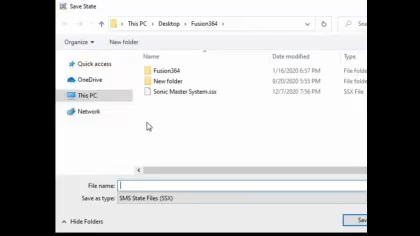 Save State
This PC > Desktop > Fusion364 >
Organize New folder
Name Date modified Type
Quick access
OneDrive
This PC
Network
Fusion364 1/16/2020 6:57 PM File folde
New folder 8/20/2020 5:55 PM File folde
Sonic Master System.ssx 12/7/2020 7:56 PM SSX File
File name:
Save as type: SMS State Files (SSX)
Hide Folders
Sav